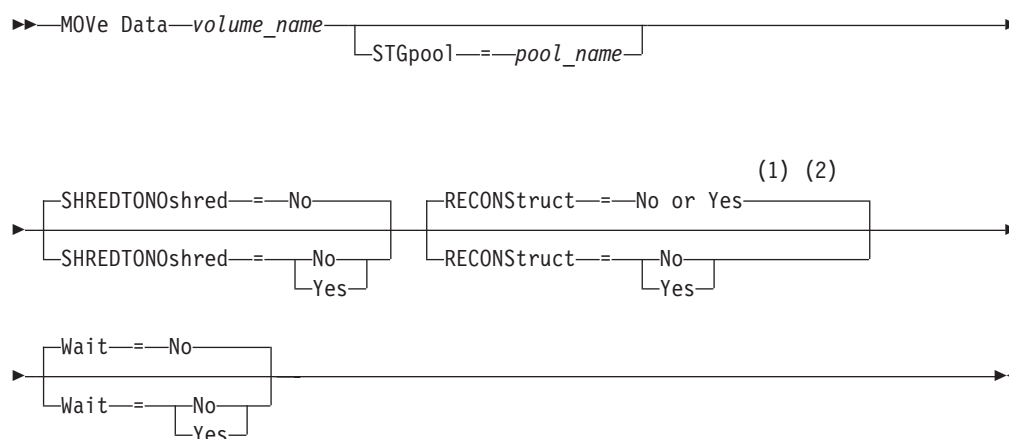 MOVe Data volume_name
STGpool = pool_name
(1) (2)
SHREDTONOshred = No RECONStruct = No or Yes
SHREDTONOshred = No RECONStruct = No
Yes Yes
Wait = No
Wait = No
Yes